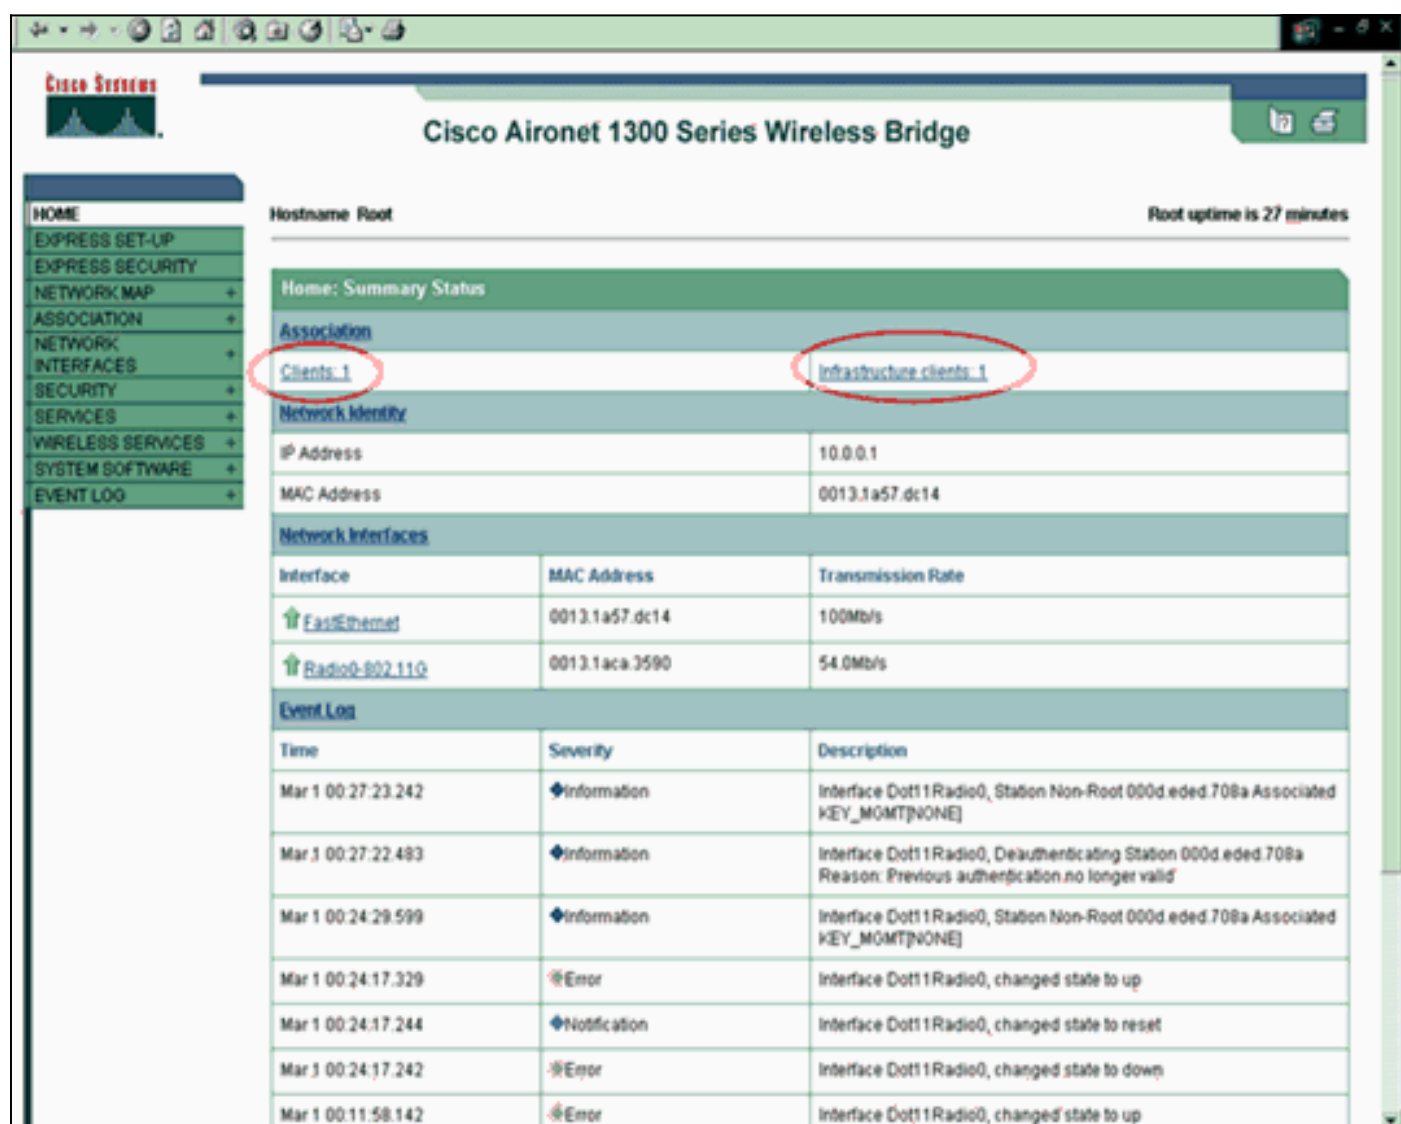 Cisco Systems
Cisco Aironet 1300 Series Wireless Bridge
HOME
EXPRESS SET-UP
EXPRESS SECURITY
NETWORK MAP +
ASSOCIATION +
NETWORK
INTERFACES +
SECURITY +
SERVICES +
WIRELESS SERVICES +
SYSTEM SOFTWARE +
EVENT LOG +
Hostname Root
Root uptime is 27 minutes
Home: Summary Status
Association
Clients: 1
Infrastructure clients: 1
Network Identity
IP Address 10.0.0.1
MAC Address 0013.1a57.dc14
Network Interfaces
Interface MAC Address Transmission Rate
FastEthernet 0013.1a57.dc14 100Mb/s
Radio0-802.11G 0013.1aca.3590 54.0Mb/s
Event Log
Time Severity Description
Mar 1 00:27:23.242 Information Interface Dot11Radio0, Station Non-Root 000d.eded.708a Associated
KEY_MGMT[NONE]
Mar 1 00:27:22.483 Information Interface Dot11Radio0, Deauthenticating Station 000d.eded.708a
Reason: Previous authentication no longer valid
Mar 1 00:24:29.599 Information Interface Dot11Radio0, Station Non-Root 000d.eded.708a Associated
KEY_MGMT[NONE]
Mar 1 00:24:17.329 Error Interface Dot11Radio0, changed state to up
Mar 1 00:24:17.244 Notification Interface Dot11Radio0, changed state to reset
Mar 1 00:24:17.242 Error Interface Dot11Radio0, changed state to down
Mar 1 00:11:58.142 Error Interface Dot11Radio0, changed state to up